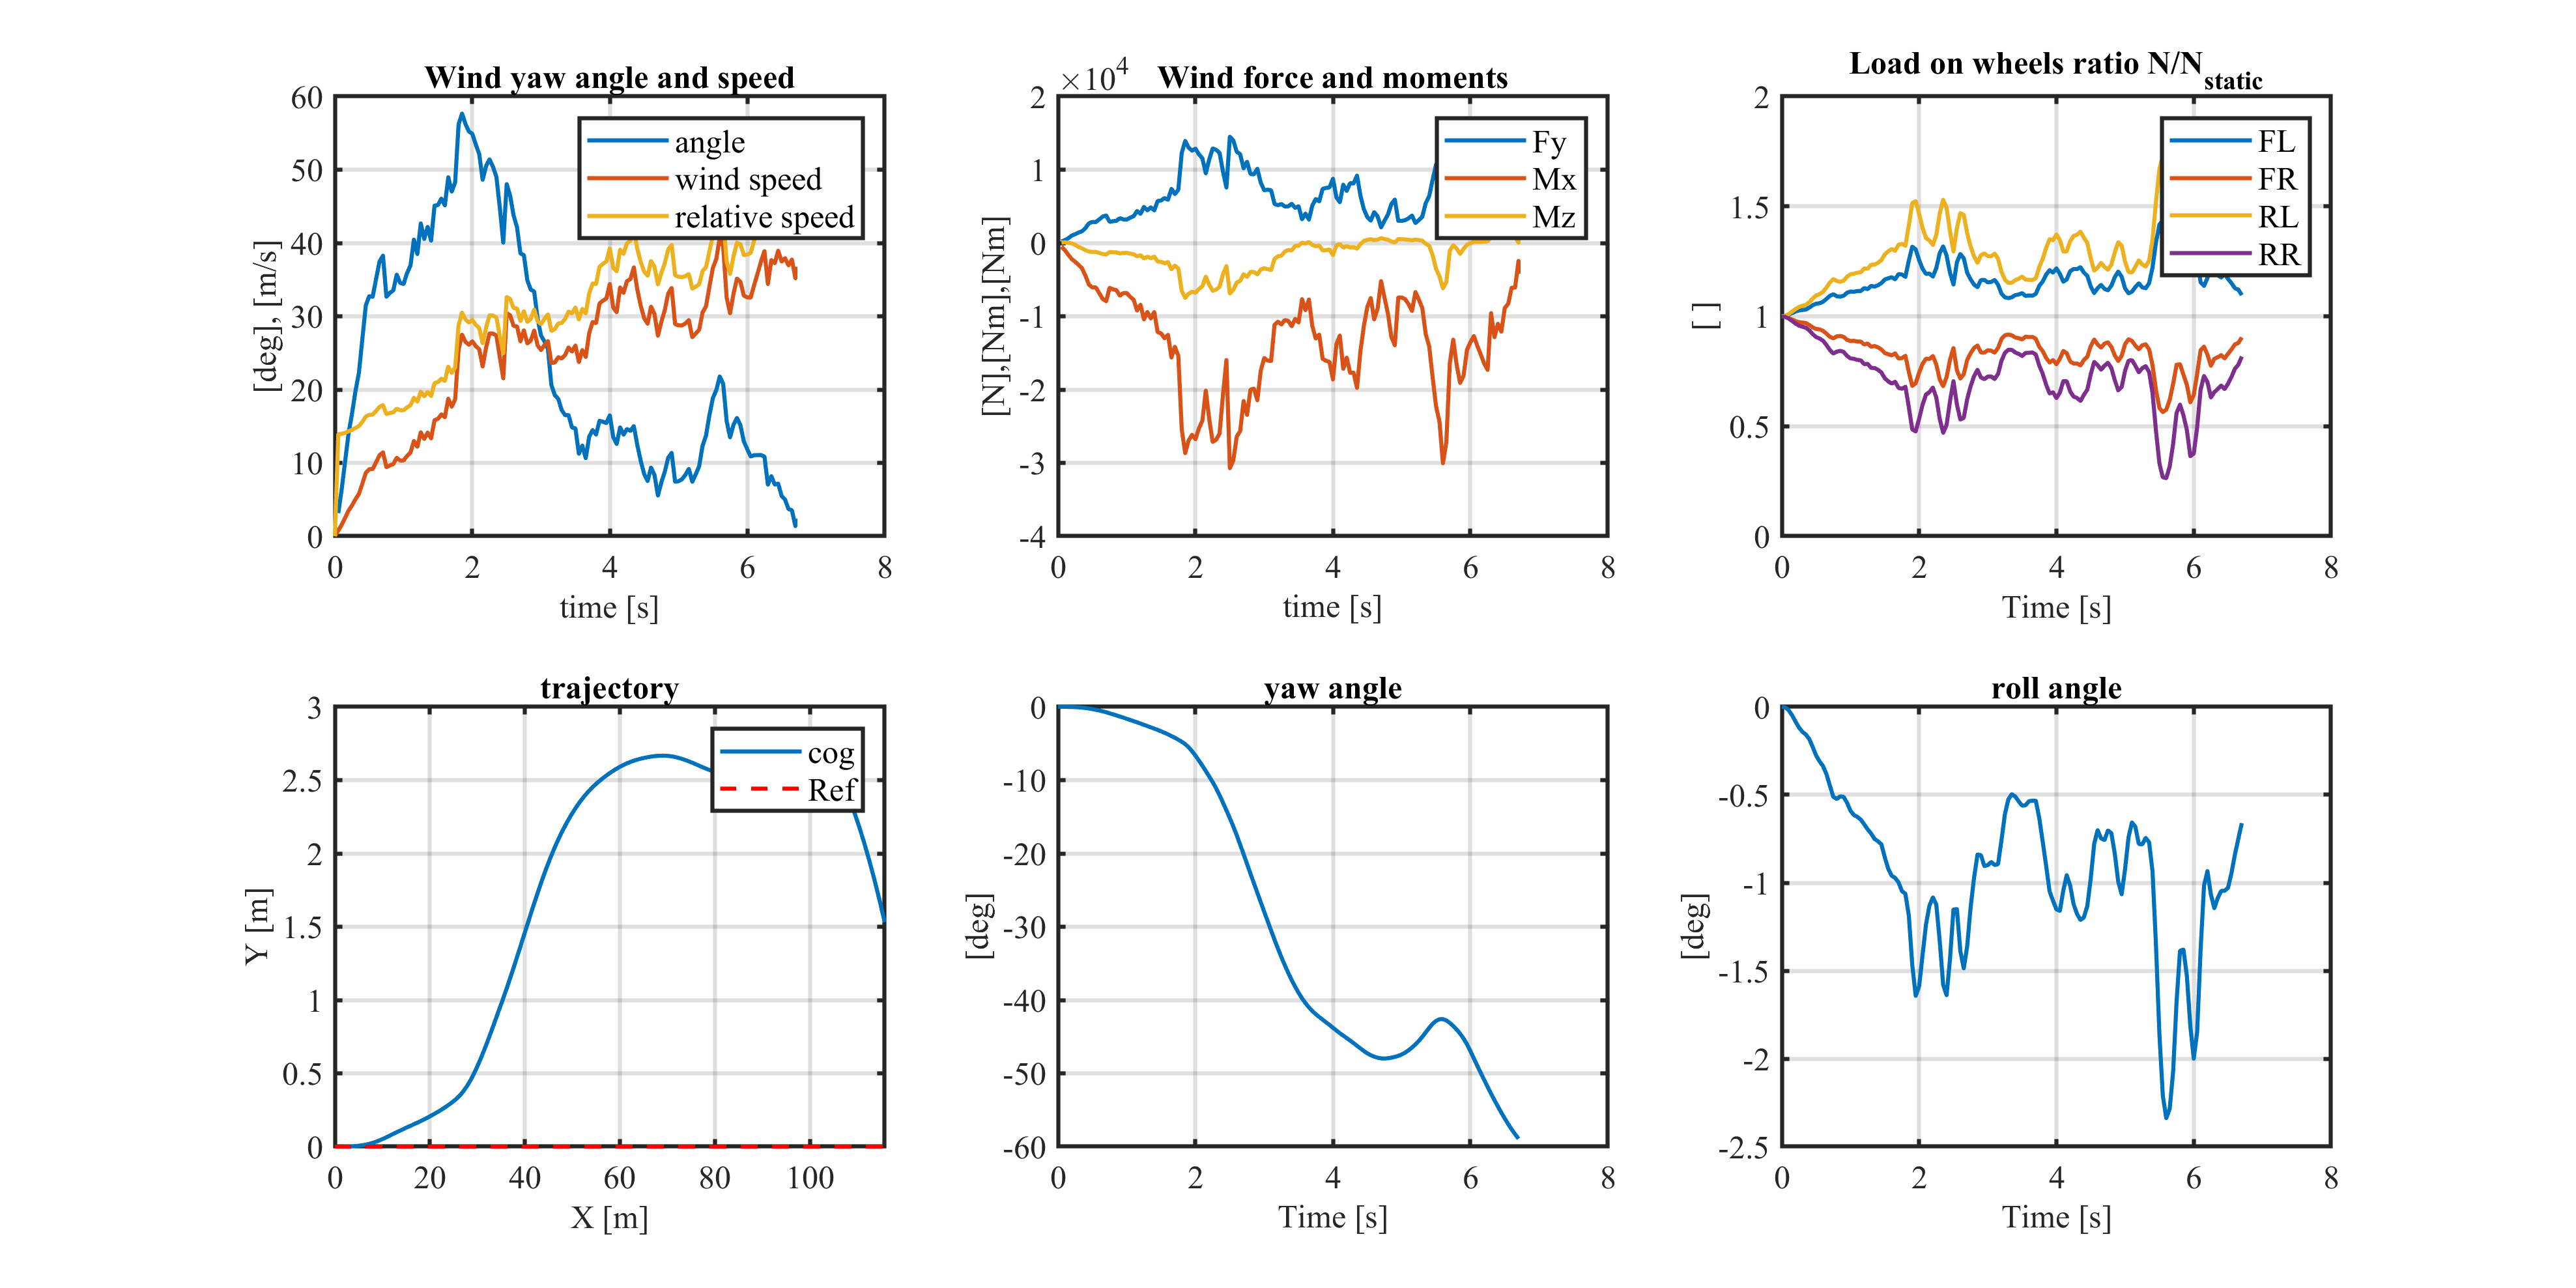 Wind yaw angle and speed
60
50
40
30
20
10
0
0 2 4 6 8
[deg], [m/s]
time [s]
angle
wind speed
relative speed
×10^4
Wind force and moments
2
1
0
-1
-2
-3
-4
0 2 4 6 8
[N],[Nm],[Nm]
time [s]
Fy
Mx
Mz
Load on wheels ratio N/N_static
2
1.5
1
0.5
0
0 2 4 6 8
[ ]
Time [s]
FL
FR
RL
RR
trajectory
3
2.5
2
1.5
1
0.5
0
0 20 40 60 80 100
Y [m]
X [m]
cog
Ref
yaw angle
0
-10
-20
-30
-40
-50
-60
0 2 4 6 8
[deg]
Time [s]
roll angle
0
-0.5
-1
-1.5
-2
-2.5
0 2 4 6 8
[deg]
Time [s]